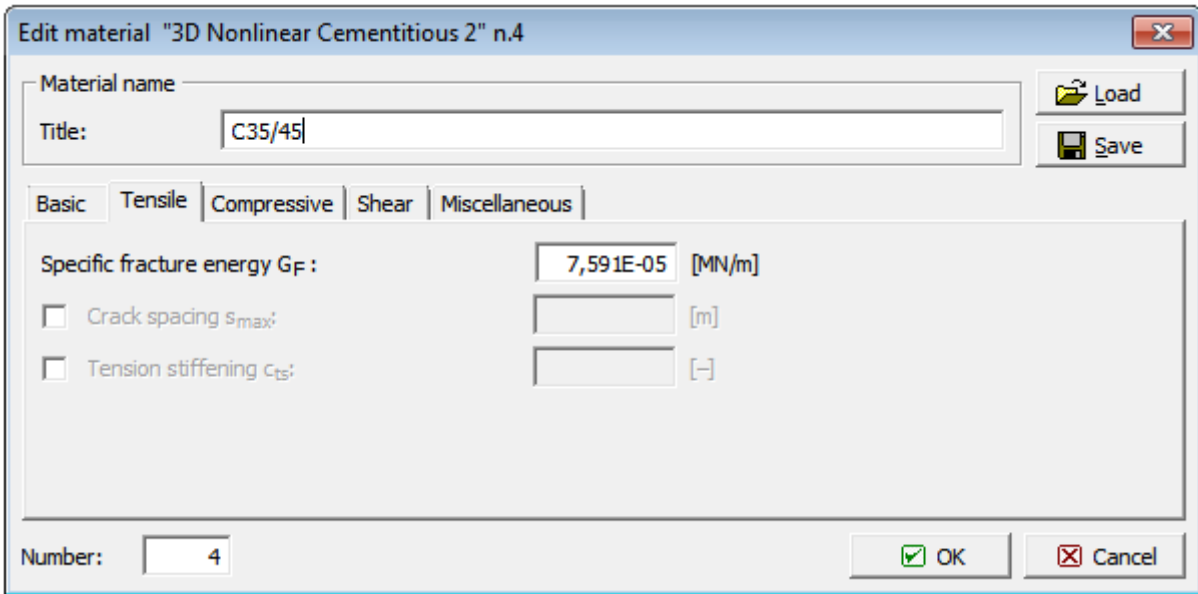 Edit material "3D Nonlinear Cementitious 2" n.4
Material name
Title: C35/45
Load
Save
Basic Tensile Compressive Shear Miscellaneous
Specific fracture energy GF : 7,591E-05 [MN/m]
Crack spacing smax: [m]
Tension stiffening cts: [–]
Number: 4 OK Cancel